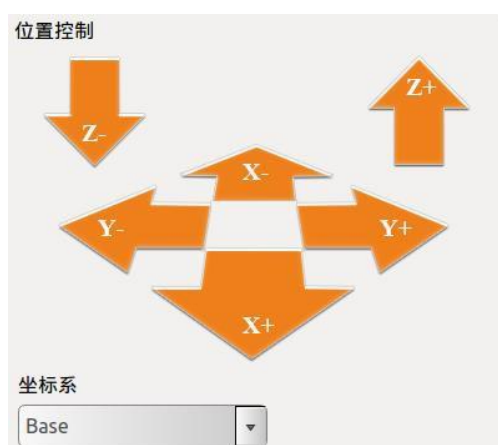 位置控制
Z- Z+
X-
Y- Y+
X+
坐标系
Base